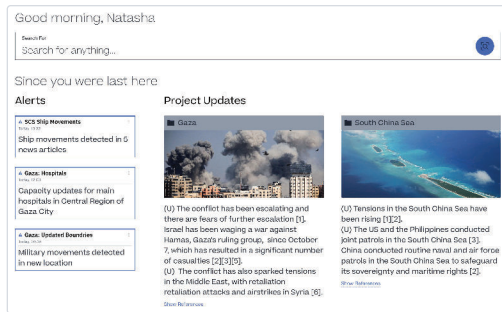 Good morning, Natasha
Search For
Search for anything...
Since you were last here
Alerts
SCS Ship Movements
Ship movements detected in 5
news articles
Gaza: Hospitals
Capacity updates for main
hospitals in Central Region of
Gaza City
Gaza: Updated Boundries
Military movements detected
in new location
Project Updates
Gaza
(U) The conflict has been escalating and
there are fears of further escalation [1].
Israel has been waging a war against
Hamas, Gaza's ruling group, since October
7, which has resulted in a significant number
of casualties [2][3][5].
(U) The conflict has also sparked tensions
in the Middle East, with retaliation
retaliation attacks and airstrikes in Syria [6].
Show References
South China Sea
(U) Tensions in the South China Sea have
been rising [1][2].
(U) The US and the Philippines conducted
joint patrols in the South China Sea [3].
China conducted routine naval and air force
patrols in the South China Sea to safeguard
its sovereignty and maritime rights [2].
Show References